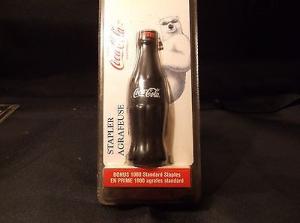 Coca-Cola
Coca-Cola
STAPLER
AGRAFEUSE
BONUS 1000 Standard Staples
EN PRIME 1000 agrafes standard